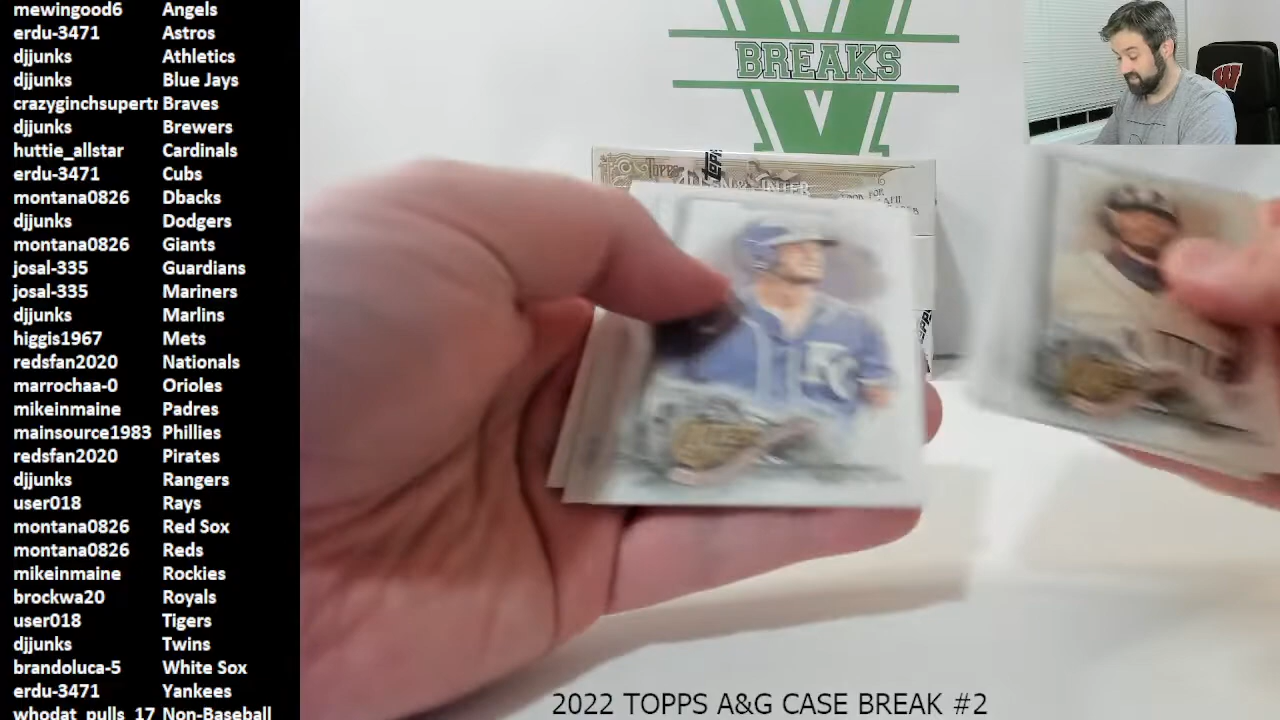 mewingood6 Angels
erdu-3471 Astros
djjunks Athletics
djjunks Blue Jays
crazyginchsupertr Braves
djjunks Brewers
huttie_allstar Cardinals
erdu-3471 Cubs
montana0826 Dbacks
djjunks Dodgers
montana0826 Giants
josal-335 Guardians
josal-335 Mariners
djjunks Marlins
higgis1967 Mets
redsfan2020 Nationals
marrochaa-0 Orioles
mikeinmaine Padres
mainsource1983 Phillies
redsfan2020 Pirates
djjunks Rangers
user018 Rays
montana0826 Red Sox
montana0826 Reds
mikeinmaine Rockies
brockwa20 Royals
user018 Tigers
djjunks Twins
brandoluca-5 White Sox
erdu-3471 Yankees
whodat_pulls_17 Non-Baseball
V
BREAKS
W
TOPPS
KC
2022 TOPPS A&G CASE BREAK #2